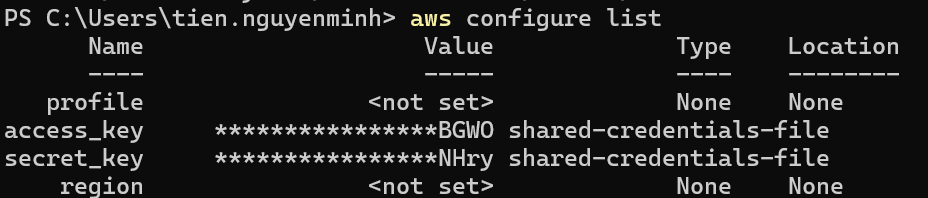 PS C:\Users\tien.nguyenminh> aws configure list
      Name                    Value             Type    Location
      ----                    -----             ----    --------
   profile                <not set>             None    None
access_key     ****************BGWO shared-credentials-file
secret_key     ****************NHry shared-credentials-file
    region                <not set>             None    None